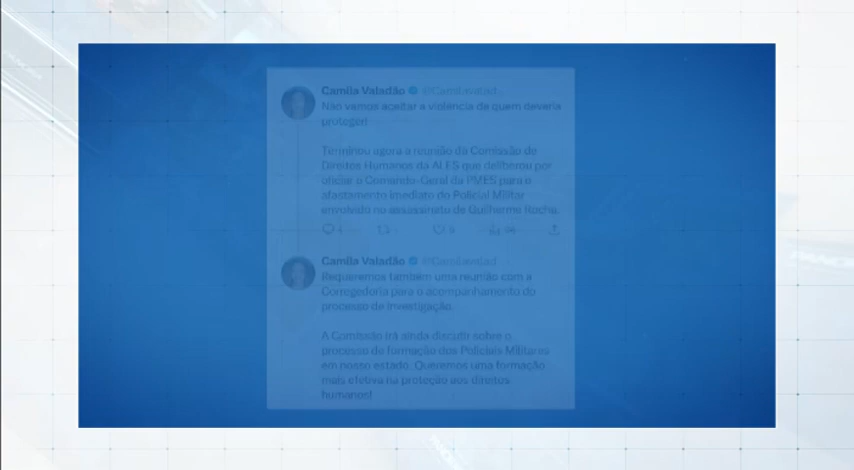 Camila Valadão @Camilavalad
Não vamos aceitar a violência de quem deveria
proteger!
Terminou agora a reunião da Comissão de
Direitos Humanos da ALES que deliberou por
oficiar o Comando-Geral da PMES para o
afastamento imediato do Policial Militar
envolvido no assassinato de Guilherme Rocha.
Camila Valadão @Camilavalad
Requeremos também uma reunião com a
Corregedoria para o acompanhamento do
processo de investigação.
A Comissão irá ainda discutir sobre o
processo de formação dos Policiais Militares
em nosso estado. Queremos uma formação
mais efetiva na proteção aos direitos
humanos!